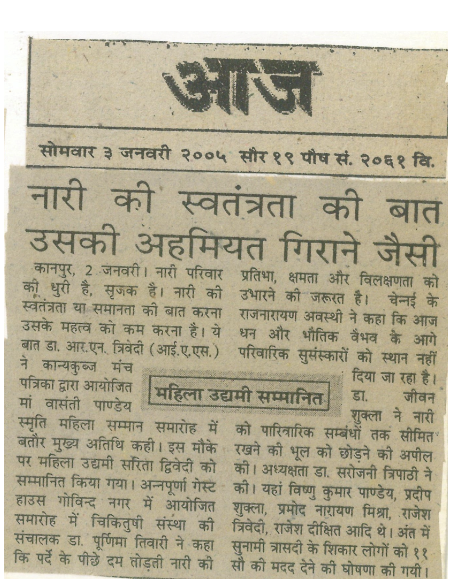 आज
सोमवार ३ जनवरी २००५ सौर १९ पौष सं. २०६१ वि.
नारी की स्वतंत्रता की बात
उसकी अहमियत गिराने जैसी
कानपुर, 2 जनवरी। नारी परिवार
की धुरी है, सृजक है। नारी की
स्वतंत्रता या समानता की बात करना
उसके महत्व को कम करना है। ये
बात डा. आर.एन. त्रिवेदी (आई.ए.एस.)
ने कान्यकुब्ज मंच
पत्रिका द्वारा आयोजित
मां वासंती पाण्डेय
स्मृति महिला सम्मान समारोह में
बतौर मुख्य अतिथि कही। इस मौके
पर महिला उद्यमी सरिता द्विवेदी को
सम्मानित किया गया। अन्नपूर्णा गेस्ट
हाउस गोविन्द नगर में आयोजित
समारोह में चिकितुषी संस्था की
संचालक डा. पूर्णिमा तिवारी ने कहा
कि पर्दे के पीछे दम तोड़ती नारी की
महिला उद्यमी सम्मानित
प्रतिभा, क्षमता और विलक्षणता को
उभारने की जरूरत है। चेन्नई के
राजनारायण अवस्थी ने कहा कि आज
धन और भौतिक वैभव के आगे
पारिवारिक सुसंस्कारों को स्थान नहीं
दिया जा रहा है।
डा. जीवन
शुक्ला ने नारी
को पारिवारिक सम्बंधों तक सीमित
रखने की भूल को छोड़ने की अपील
की। अध्यक्षता डा. सरोजनी त्रिपाठी ने
की। यहां विष्णु कुमार पाण्डेय, प्रदीप
शुक्ला, प्रमोद नारायण मिश्रा, राजेश
त्रिवेदी, राजेश दीक्षित आदि थे। अंत में
सुनामी त्रासदी के शिकार लोगों को ११
सौ की मदद देने की घोषणा की गयी।